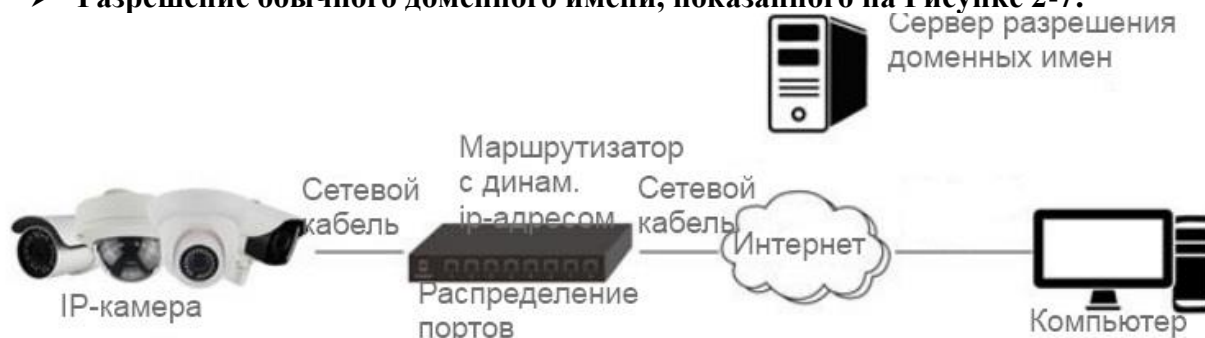 Разрешение обычного доменного имени, показанного на Рисунке 2-7:
Сервер разрешения
доменных имен
Маршрутизатор
с динам.
ip-адресом
Сетевой
кабель
Сетевой
кабель
Интернет
IP-камера
Распределение
портов
Компьютер